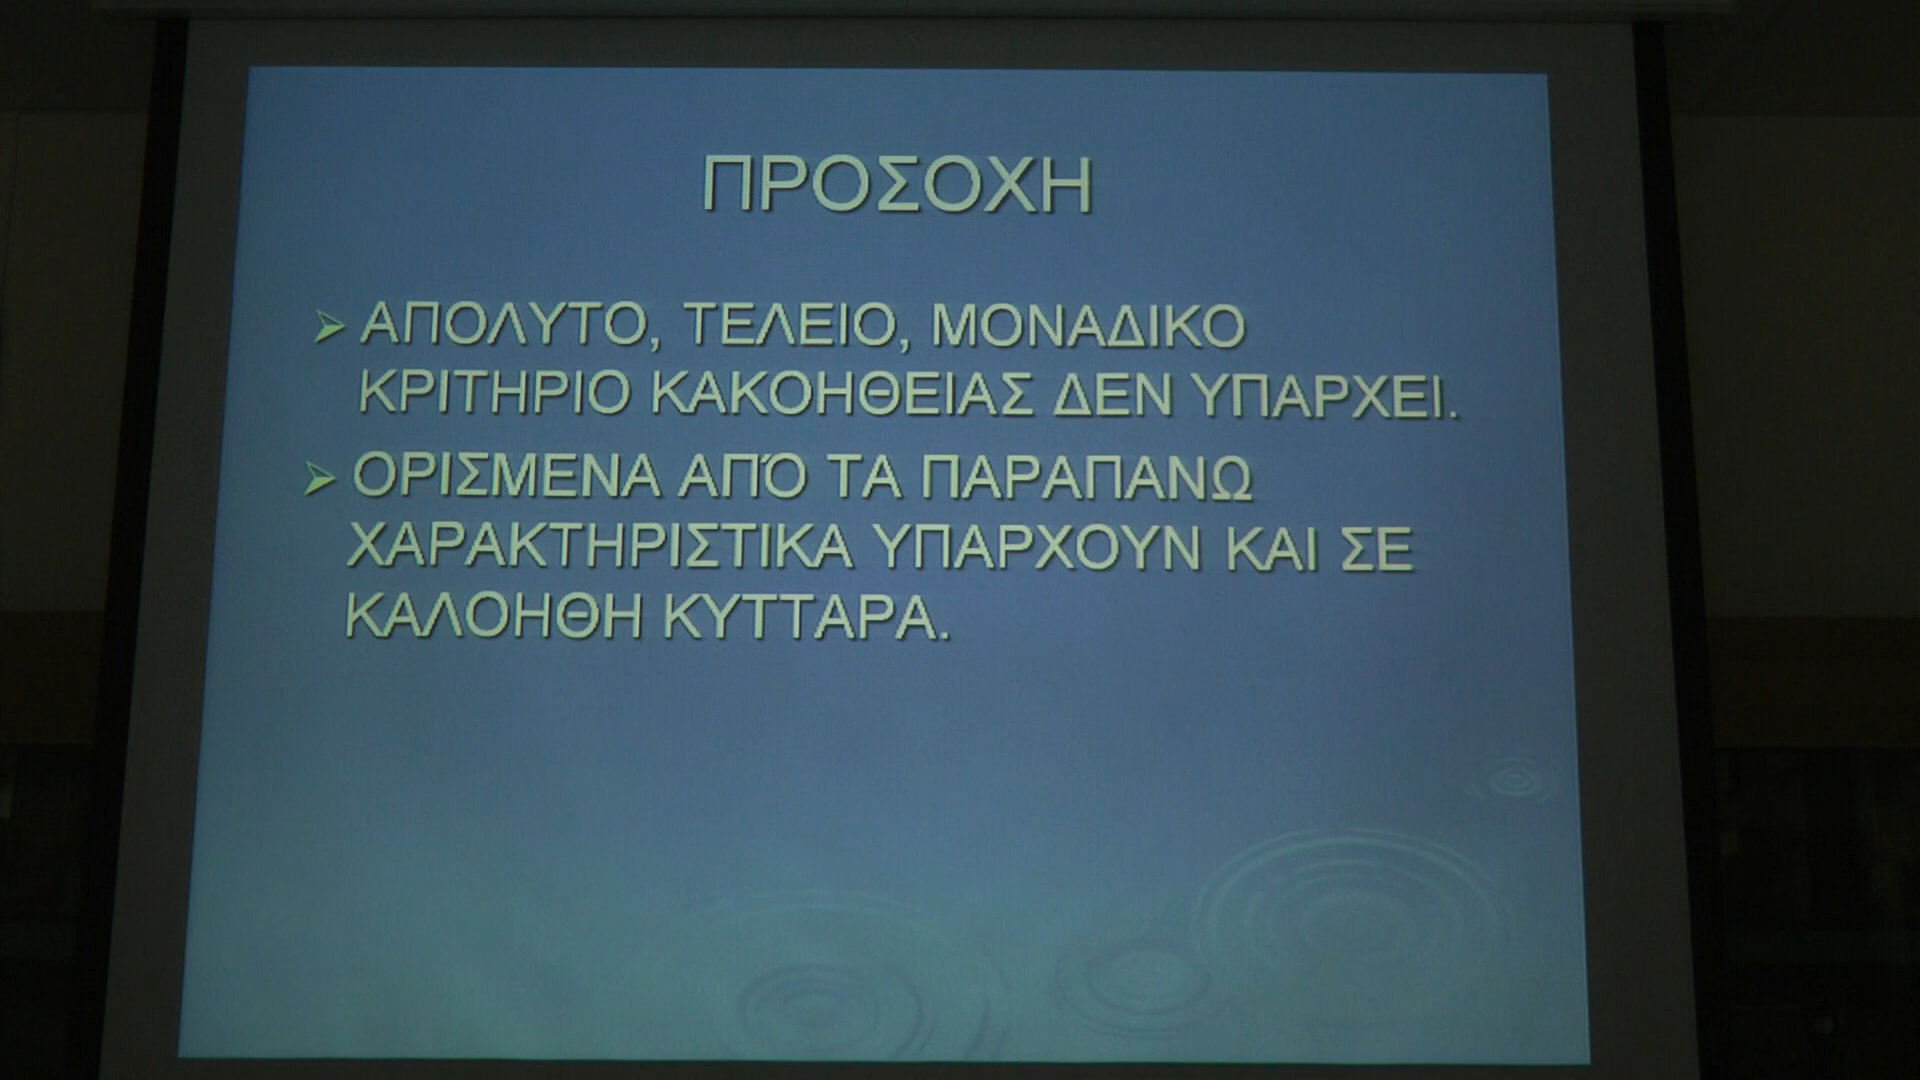 ΠΡΟΣΟΧΗ
ΑΠΟΛΥΤΟ, ΤΕΛΕΙΟ, ΜΟΝΑΔΙΚΟ
ΚΡΙΤΗΡΙΟ ΚΑΚΟΗΘΕΙΑΣ ΔΕΝ ΥΠΑΡΧΕΙ.
ΟΡΙΣΜΕΝΑ ΑΠΌ ΤΑ ΠΑΡΑΠΑΝΩ
ΧΑΡΑΚΤΗΡΙΣΤΙΚΑ ΥΠΑΡΧΟΥΝ ΚΑΙ ΣΕ
ΚΑΛΟΗΘΗ ΚΥΤΤΑΡΑ.